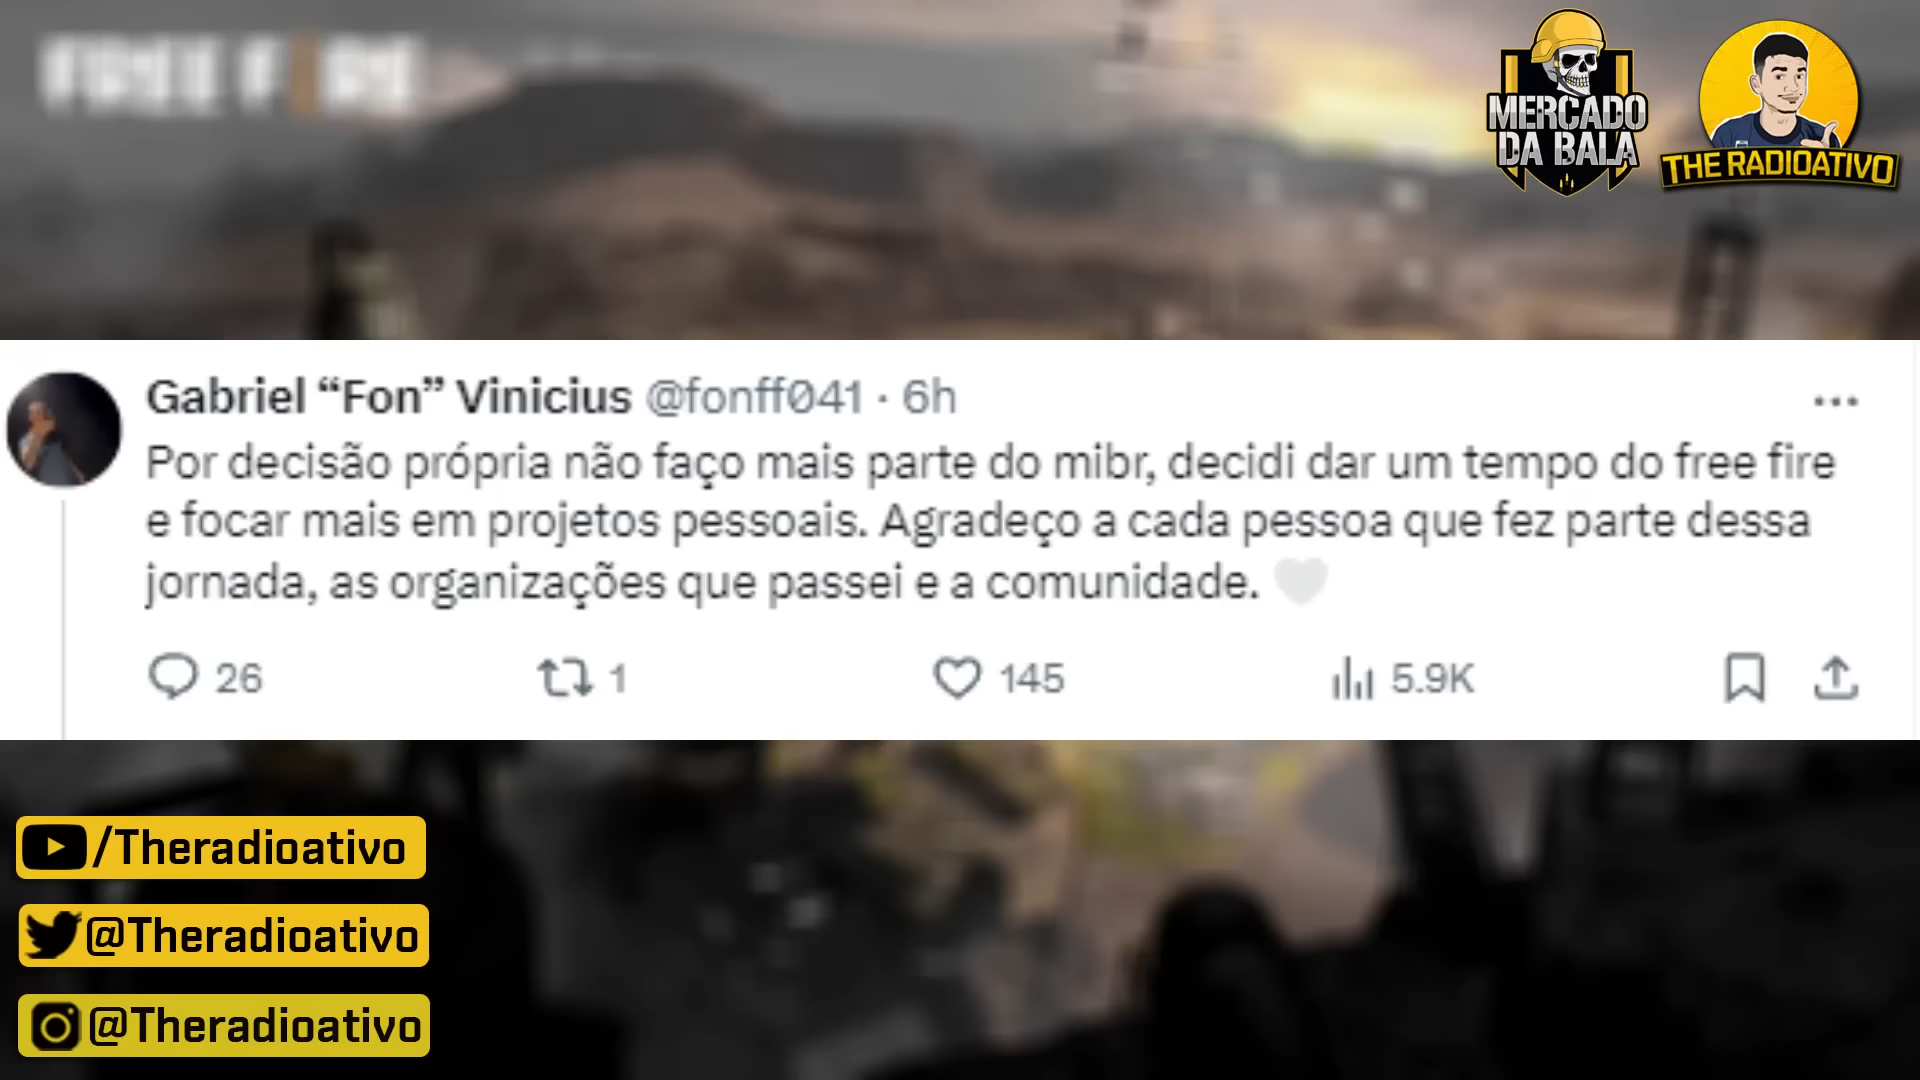 FREE FIRE
MERCADO
DA BALA
THE RADIOATIVO
Gabriel “Fon” Vinicius @fonff041 · 6h
Por decisão própria não faço mais parte do mibr, decidi dar um tempo do free fire
e focar mais em projetos pessoais. Agradeço a cada pessoa que fez parte dessa
jornada, as organizações que passei e a comunidade. 🤍
26 1 145 5.9K
/Theradioativo
@Theradioativo
@Theradioativo